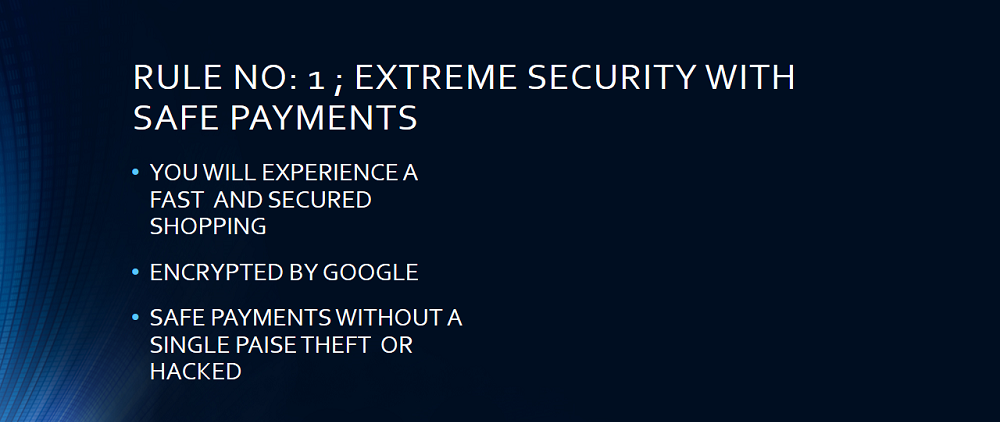 RULE NO: 1 ; EXTREME SECURITY WITH
SAFE PAYMENTS
• YOU WILL EXPERIENCE A
FAST AND SECURED
SHOPPING
• ENCRYPTED BY GOOGLE
• SAFE PAYMENTS WITHOUT A
SINGLE PAISE THEFT OR
HACKED